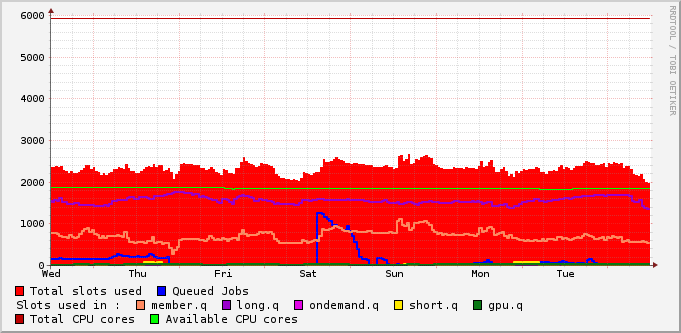 RRDTOOL / TOBI OETIKER
6000
5000
4000
3000
2000
1000
0
Wed Thu Fri Sat Sun Mon Tue
Total slots used Queued Jobs
Slots used in : member.q long.q ondemand.q short.q gpu.q
Total CPU cores Available CPU cores